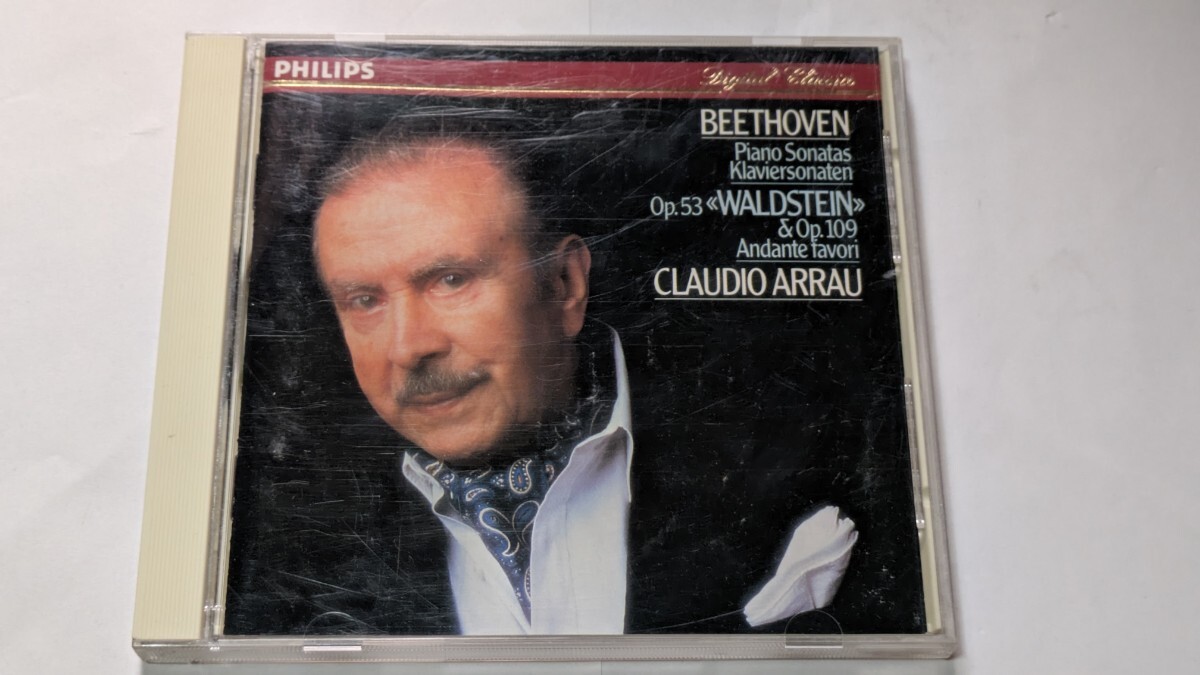 PHILIPS
Digital Classics
BEETHOVEN
Piano Sonatas
Klaviersonaten
Op.53 «WALDSTEIN»
& Op.109
Andante favori
CLAUDIO ARRAU